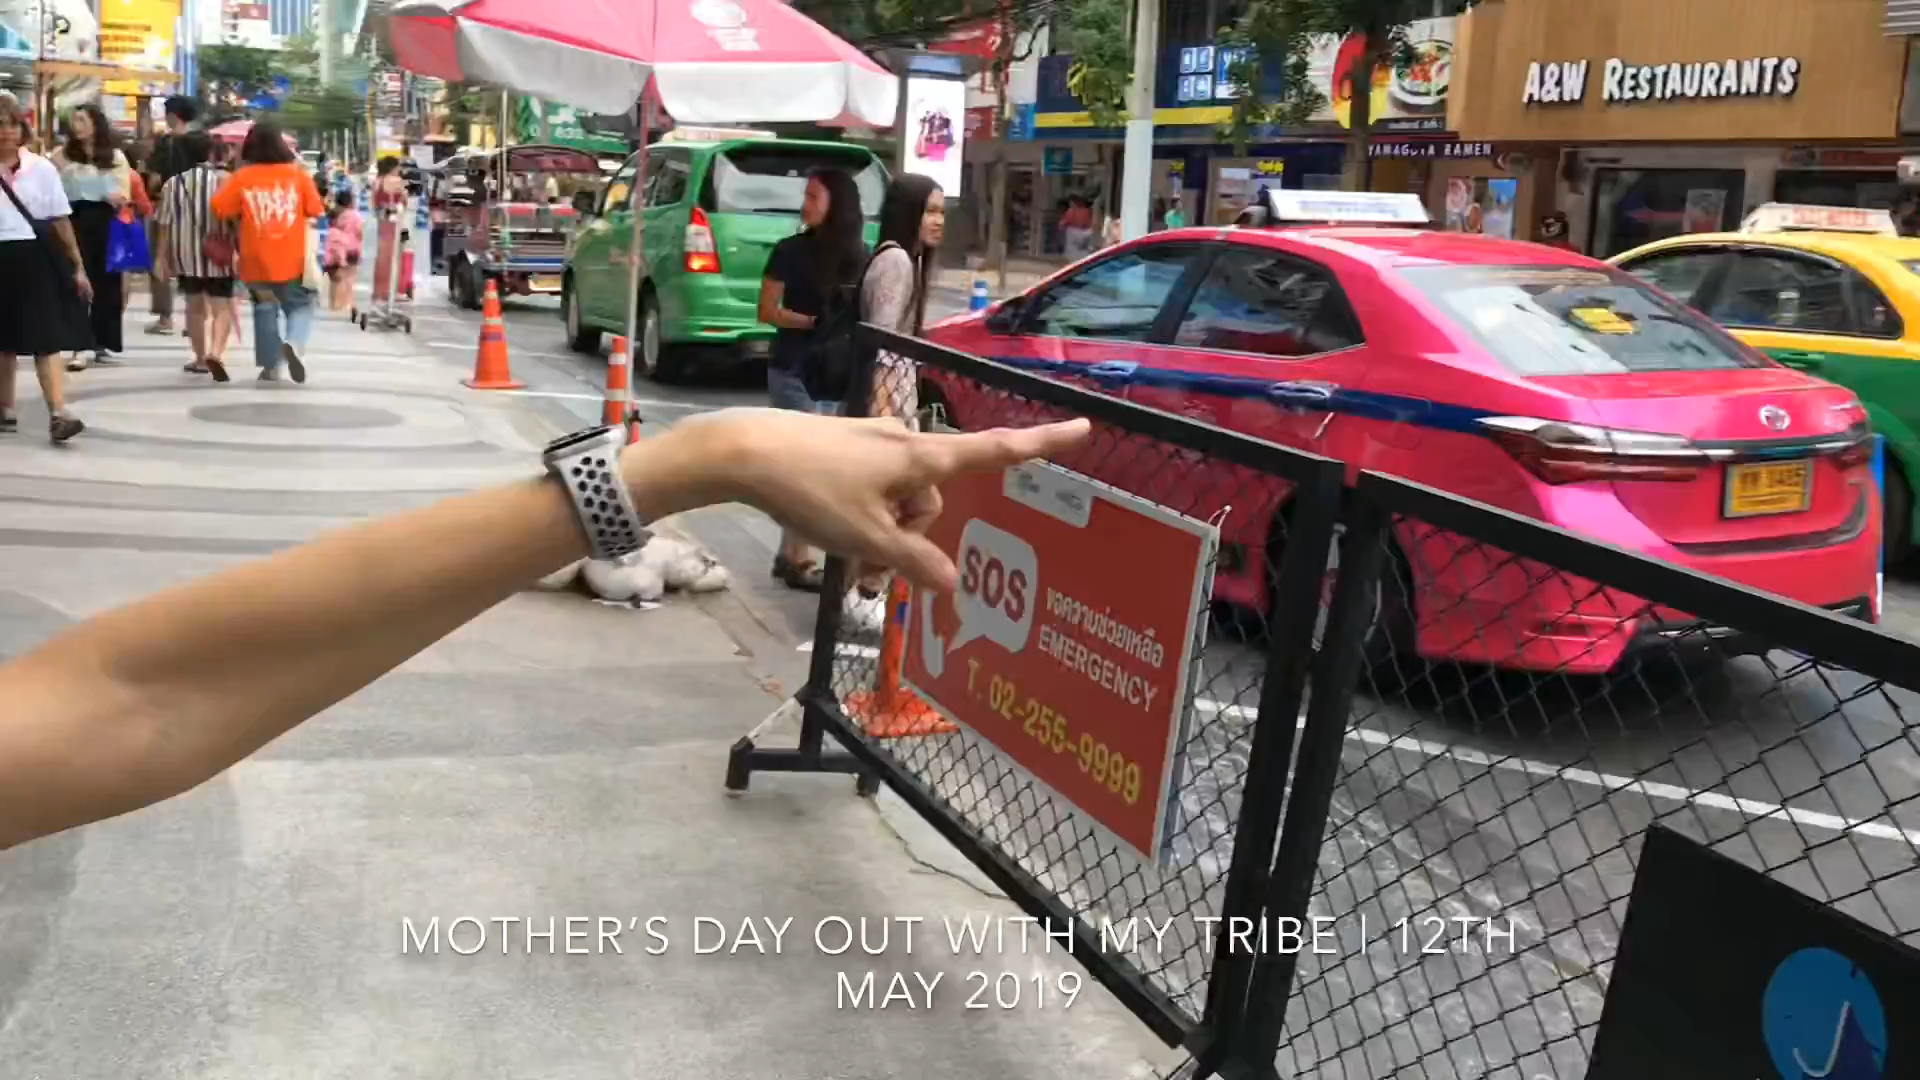 A&W RESTAURANTS
YAMAGOYA RAMEN
SOS
ขอความช่วยเหลือ
EMERGENCY
T. 02-255-9999
MOTHER’S DAY OUT WITH MY TRIBE | 12TH
MAY 2019